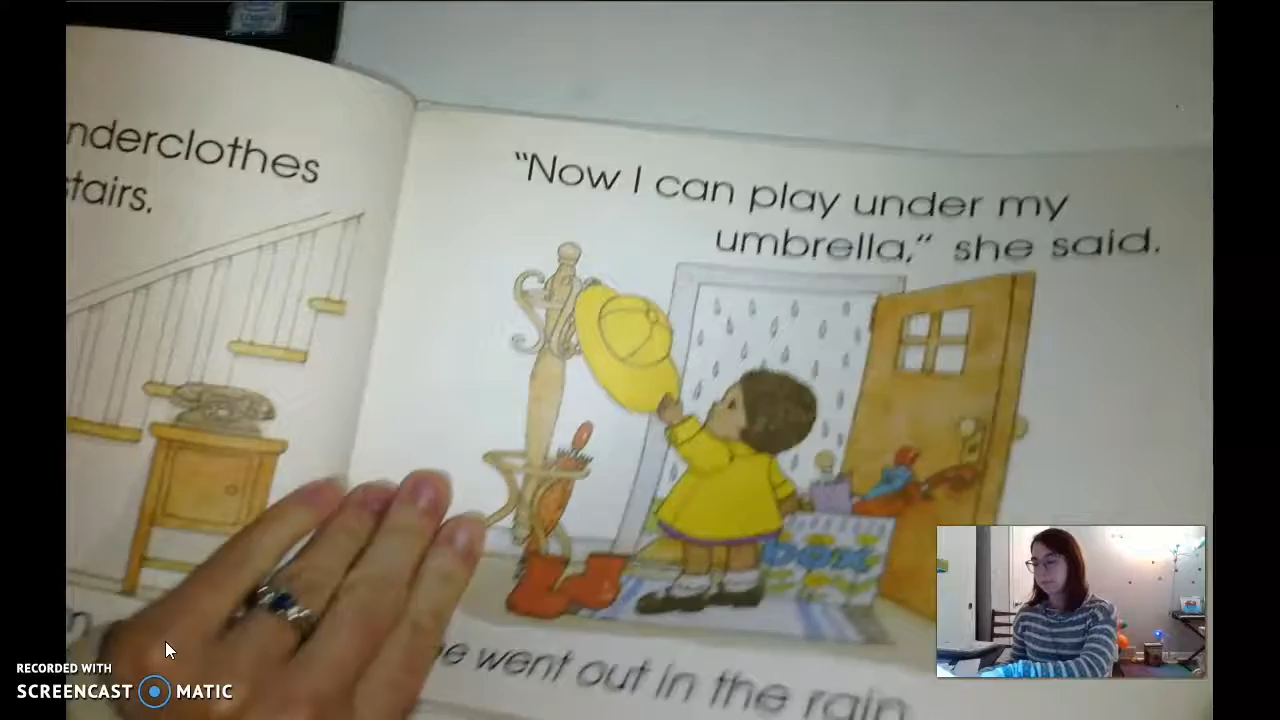 nderclothes
tairs.
"Now I can play under my
umbrella," she said.
box
e went out in the rain
RECORDED WITH
SCREENCAST MATIC